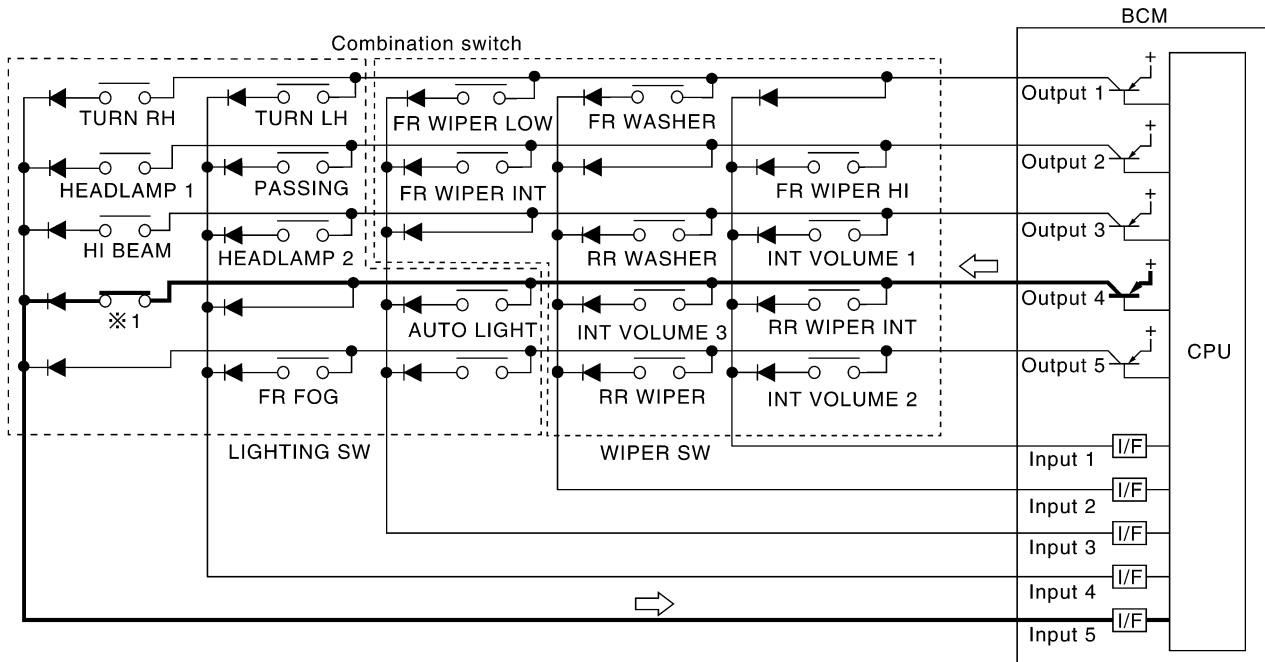 BCM
Combination switch
+
Output 1
TURN RH
TURN LH
FR WIPER LOW
FR WASHER
+
Output 2
HEADLAMP 1
PASSING
FR WIPER INT
FR WIPER HI
+
Output 3
HI BEAM
HEADLAMP 2
RR WASHER
INT VOLUME 1
+
Output 4
※1
AUTO LIGHT
INT VOLUME 3
RR WIPER INT
+
Output 5
CPU
FR FOG
RR WIPER
INT VOLUME 2
LIGHTING SW
WIPER SW
Input 1
I/F
Input 2
I/F
Input 3
I/F
Input 4
I/F
Input 5
I/F